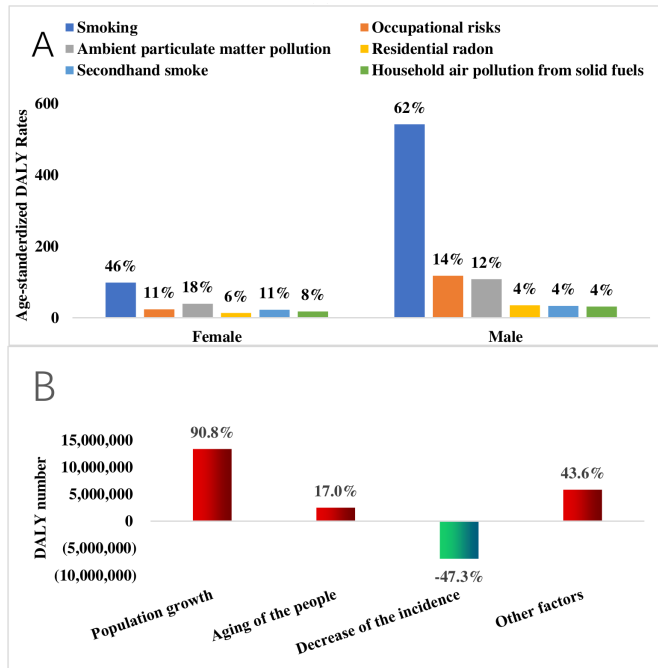 A
Smoking
Occupational risks
Ambient particulate matter pollution
Residential radon
Secondhand smoke
Household air pollution from solid fuels
Age-standerdized DALY Rates
600
400
200
0
46%
11%
18%
6%
11%
8%
62%
14%
12%
4%
4%
4%
Female
Male
B
DALY number
15,000,000
10,000,000
5,000,000
0
(5,000,000)
(10,000,000)
90.8%
17.0%
-47.3%
43.6%
Population growth
Aging of the people
Decrease of the incidence
Other factors